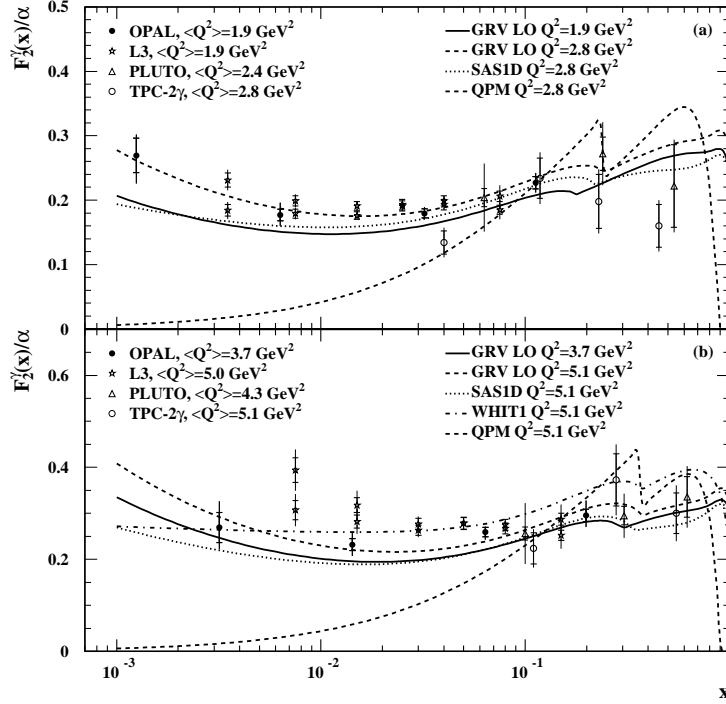 F₂^γ(x)/α
0.5
0.4
0.3
0.2
0.1
0
OPAL, <Q²>=1.9 GeV²
L3, <Q²>=1.9 GeV²
PLUTO, <Q²>=2.4 GeV²
TPC-2γ, <Q²>=2.8 GeV²
GRV LO Q²=1.9 GeV²
GRV LO Q²=2.8 GeV²
SAS1D Q²=2.8 GeV²
QPM Q²=2.8 GeV²
(a)
F₂^γ(x)/α
0.6
0.4
0.2
0
OPAL, <Q²>=3.7 GeV²
L3, <Q²>=5.0 GeV²
PLUTO, <Q²>=4.3 GeV²
TPC-2γ, <Q²>=5.1 GeV²
GRV LO Q²=3.7 GeV²
GRV LO Q²=5.1 GeV²
SAS1D Q²=5.1 GeV²
WHIT1 Q²=5.1 GeV²
QPM Q²=5.1 GeV²
(b)
10⁻³ 10⁻² 10⁻¹
x